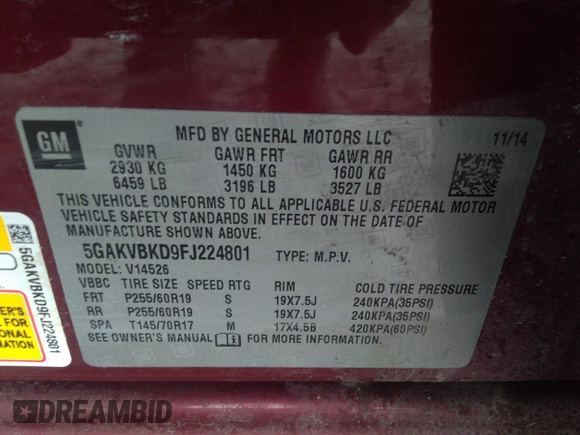 GM
MFD BY GENERAL MOTORS LLC
11/14
GVWR GAWR FRT GAWR RR
2930 KG 1450 KG 1600 KG
6459 LB 3196 LB 3527 LB
THIS VEHICLE CONFORMS TO ALL APPLICABLE U.S. FEDERAL MOTOR
VEHICLE SAFETY STANDARDS IN EFFECT ON THE DATE OF
MANUFACTURE SHOWN ABOVE.
5GAKVBKD9FJ224801 TYPE: M.P.V.
MODEL: V14526
VBBC TIRE SIZE SPEED RTG RIM COLD TIRE PRESSURE
FRT P255/60R19 S 19X7.5J 240KPA(35PSI)
RR P255/60R19 S 19X7.5J 240KPA(35PSI)
SPA T145/70R17 M 17X4.5B 420KPA(60PSI)
SEE OWNER'S MANUAL FOR MORE INFORMATION
5GAKVBKD9FJ224801
FOR
DREAMBID